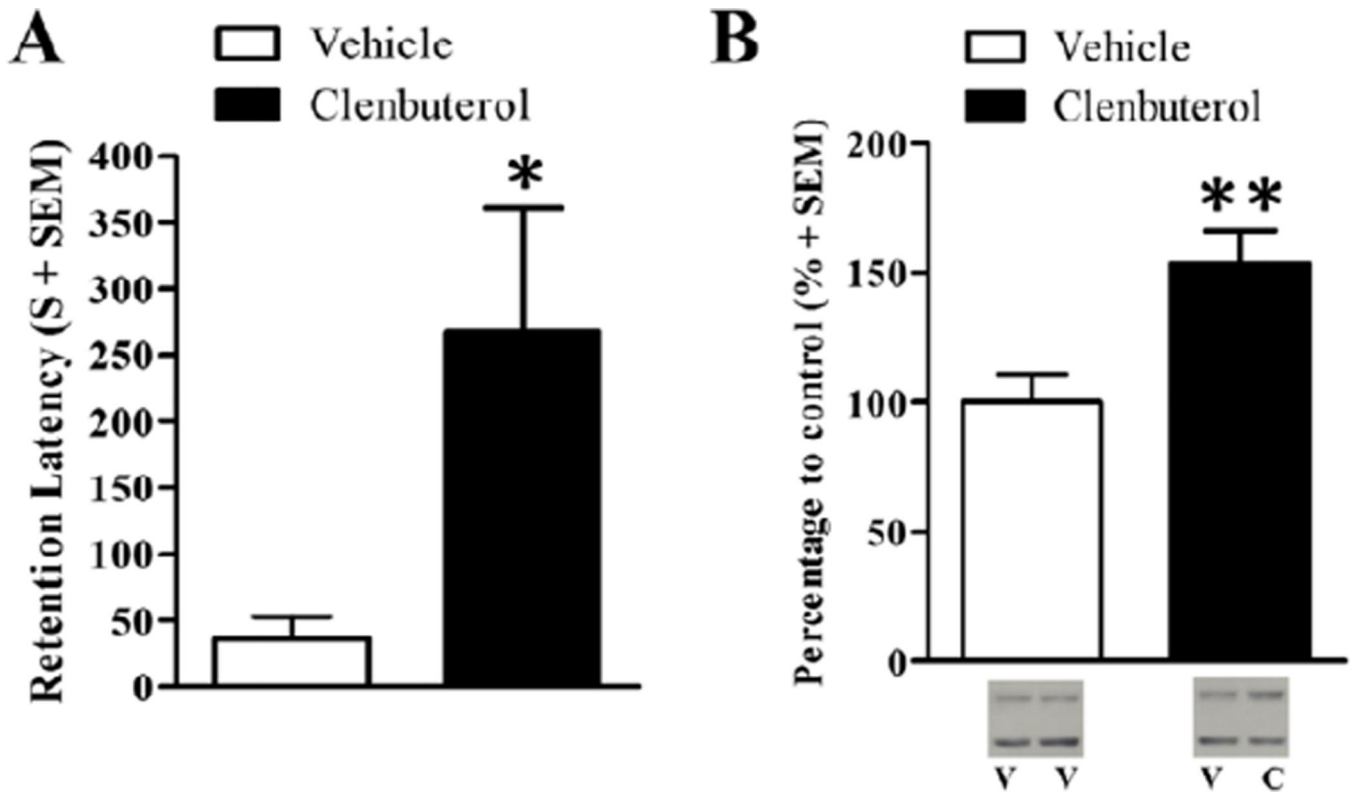 A
Vehicle
Clenbuterol
Retention Latency (S + SEM)
400
350
300
250
200
150
100
50
0
*
B
Vehicle
Clenbuterol
Percentage to control (% + SEM)
200
150
100
50
0
**
V V
V C